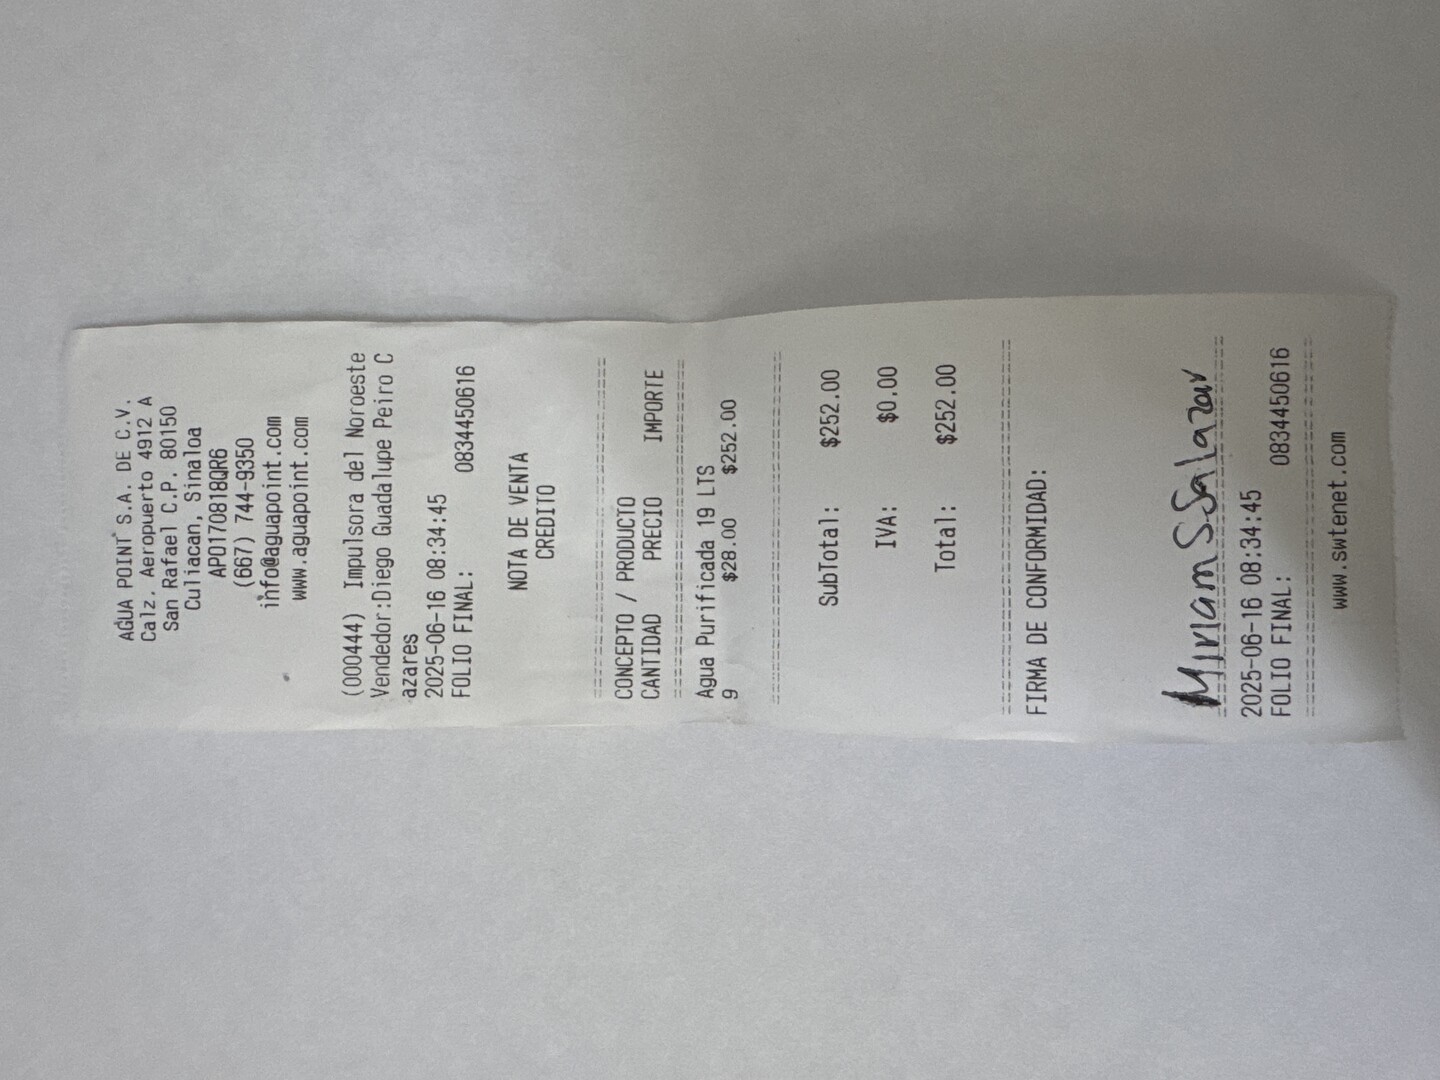 AGUA POINT S.A. DE C.V.
Calz. Aeropuerto 4912 A
San Rafael C.P. 80150
Culiacan, Sinaloa
APO170818QR6
(667) 744-9350
info@aguapoint.com
www.aguapoint.com
(000444) Impulsora del Noroeste
Vendedor:Diego Guadalupe Peiro C
azares
2025-06-16 08:34:45
FOLIO FINAL: 0834450616
NOTA DE VENTA
CREDITO
CONCEPTO / PRODUCTO
CANTIDAD PRECIO IMPORTE
Agua Purificada 19 LTS
9 $28.00 $252.00
SubTotal: $252.00
IVA: $0.00
Total: $252.00
FIRMA DE CONFORMIDAD:
Miriam S Salazar
2025-06-16 08:34:45
FOLIO FINAL: 0834450616
www.swtenet.com